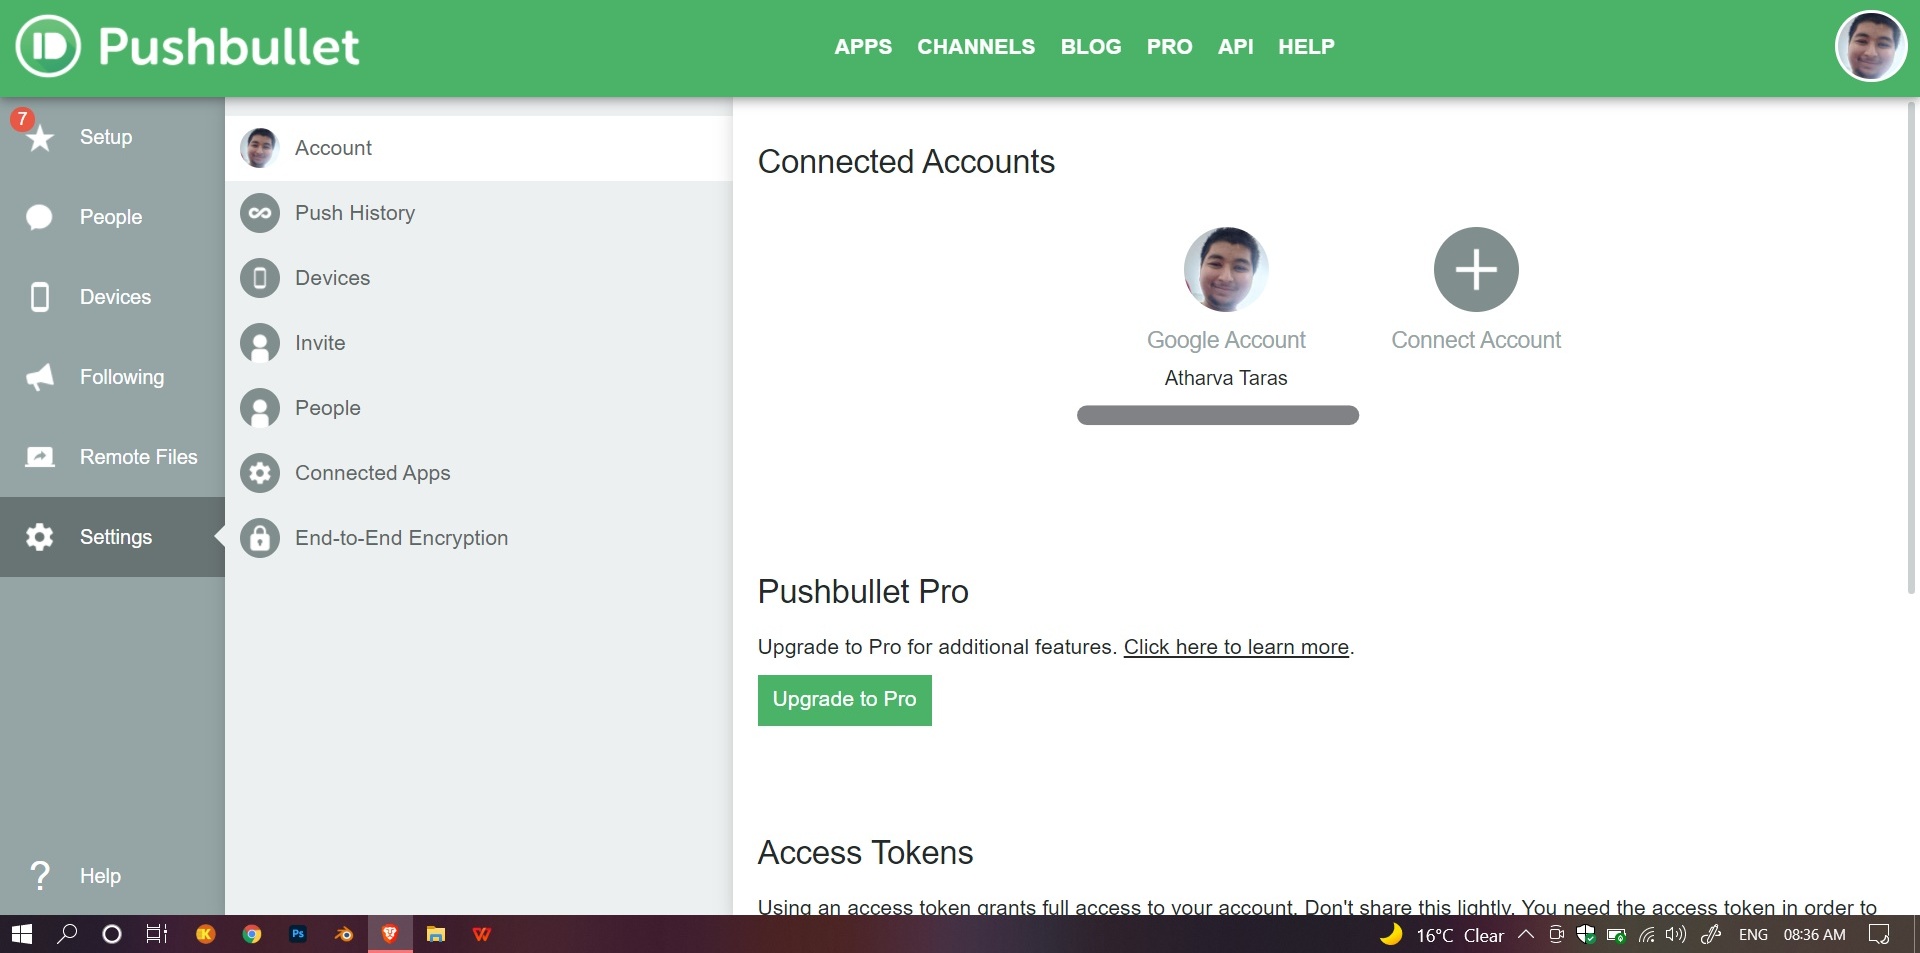 Pushbullet
APPS CHANNELS BLOG PRO API HELP
7
Setup
People
Devices
Following
Remote Files
Settings
Help
Account
Push History
Devices
Invite
People
Connected Apps
End-to-End Encryption
Connected Accounts
Google Account
Atharva Taras
Connect Account
Pushbullet Pro
Upgrade to Pro for additional features. Click here to learn more.
Upgrade to Pro
Access Tokens
Using an access token grants full access to your account. Don't share this lightly. You need the access token in order to
K
Ps
W
16°C Clear
ENG
08:36 AM